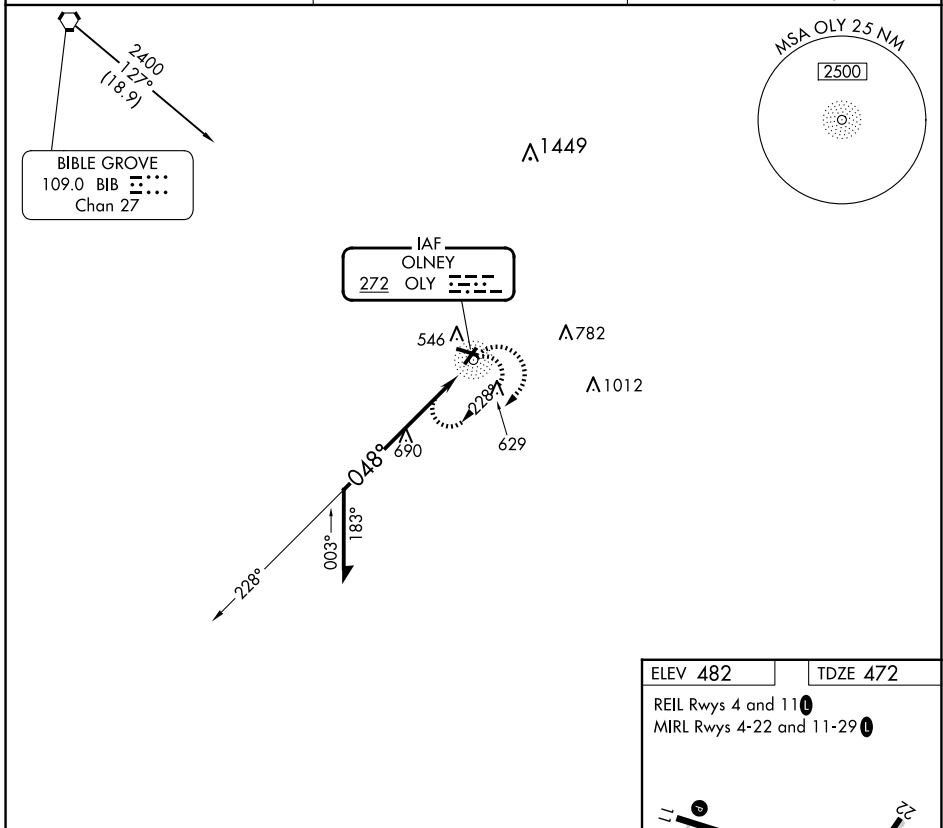 2400
127°
(18.9)
BIBLE GROVE
109.0 BIB
Chan 27
MSA OLY 25 NM
2500
1449
IAF
OLNEY
272 OLY
546
782
1012
228°
629
690
048°
003°
183°
228°
ELEV 482
TDZE 472
REIL Rwys 4 and 11 L
MIRL Rwys 4-22 and 11-29 L
P
11
22